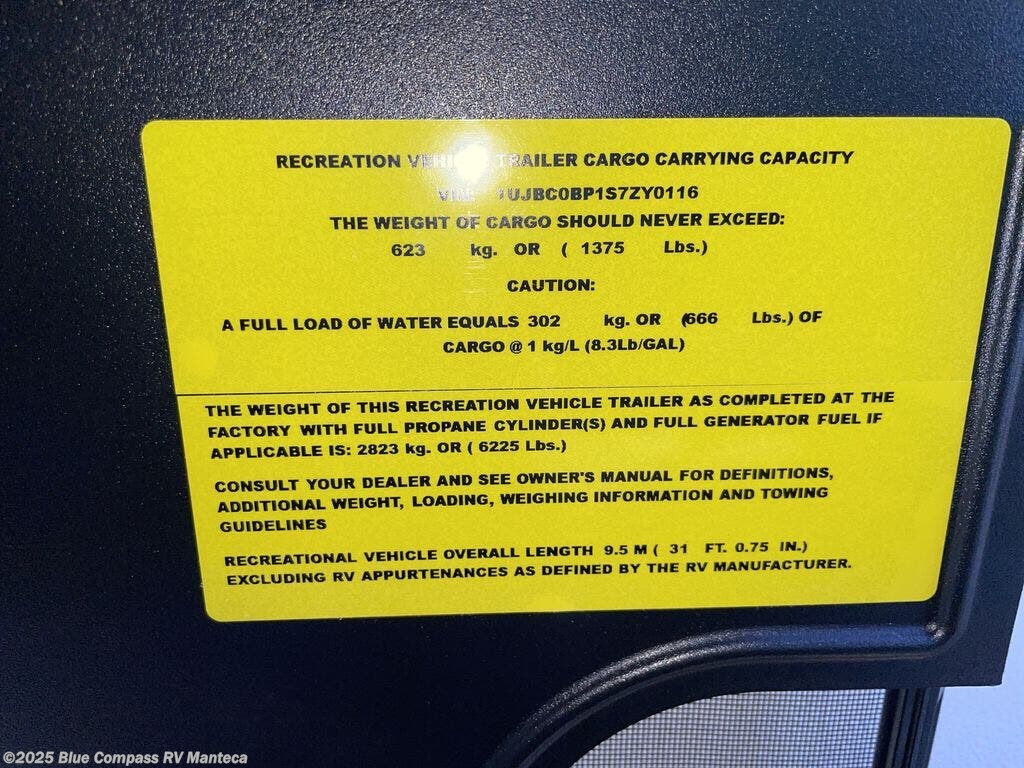 RECREATION VEHICLE TRAILER CARGO CARRYING CAPACITY
1UJBC0BP1S7ZY0116
THE WEIGHT OF CARGO SHOULD NEVER EXCEED:
623 kg. OR ( 1375 Lbs.)
CAUTION:
A FULL LOAD OF WATER EQUALS 302 kg. OR (666 Lbs.) OF
CARGO @ 1 kg/L (8.3Lb/GAL)
THE WEIGHT OF THIS RECREATION VEHICLE TRAILER AS COMPLETED AT THE
FACTORY WITH FULL PROPANE CYLINDER(S) AND FULL GENERATOR FUEL IF
APPLICABLE IS: 2823 kg. OR ( 6225 Lbs.)
CONSULT YOUR DEALER AND SEE OWNER'S MANUAL FOR DEFINITIONS,
ADDITIONAL WEIGHT, LOADING, WEIGHING INFORMATION AND TOWING
GUIDELINES
RECREATIONAL VEHICLE OVERALL LENGTH 9.5 M ( 31 FT. 0.75 IN.)
EXCLUDING RV APPURTENANCES AS DEFINED BY THE RV MANUFACTURER.
©2025 Blue Compass RV Manteca